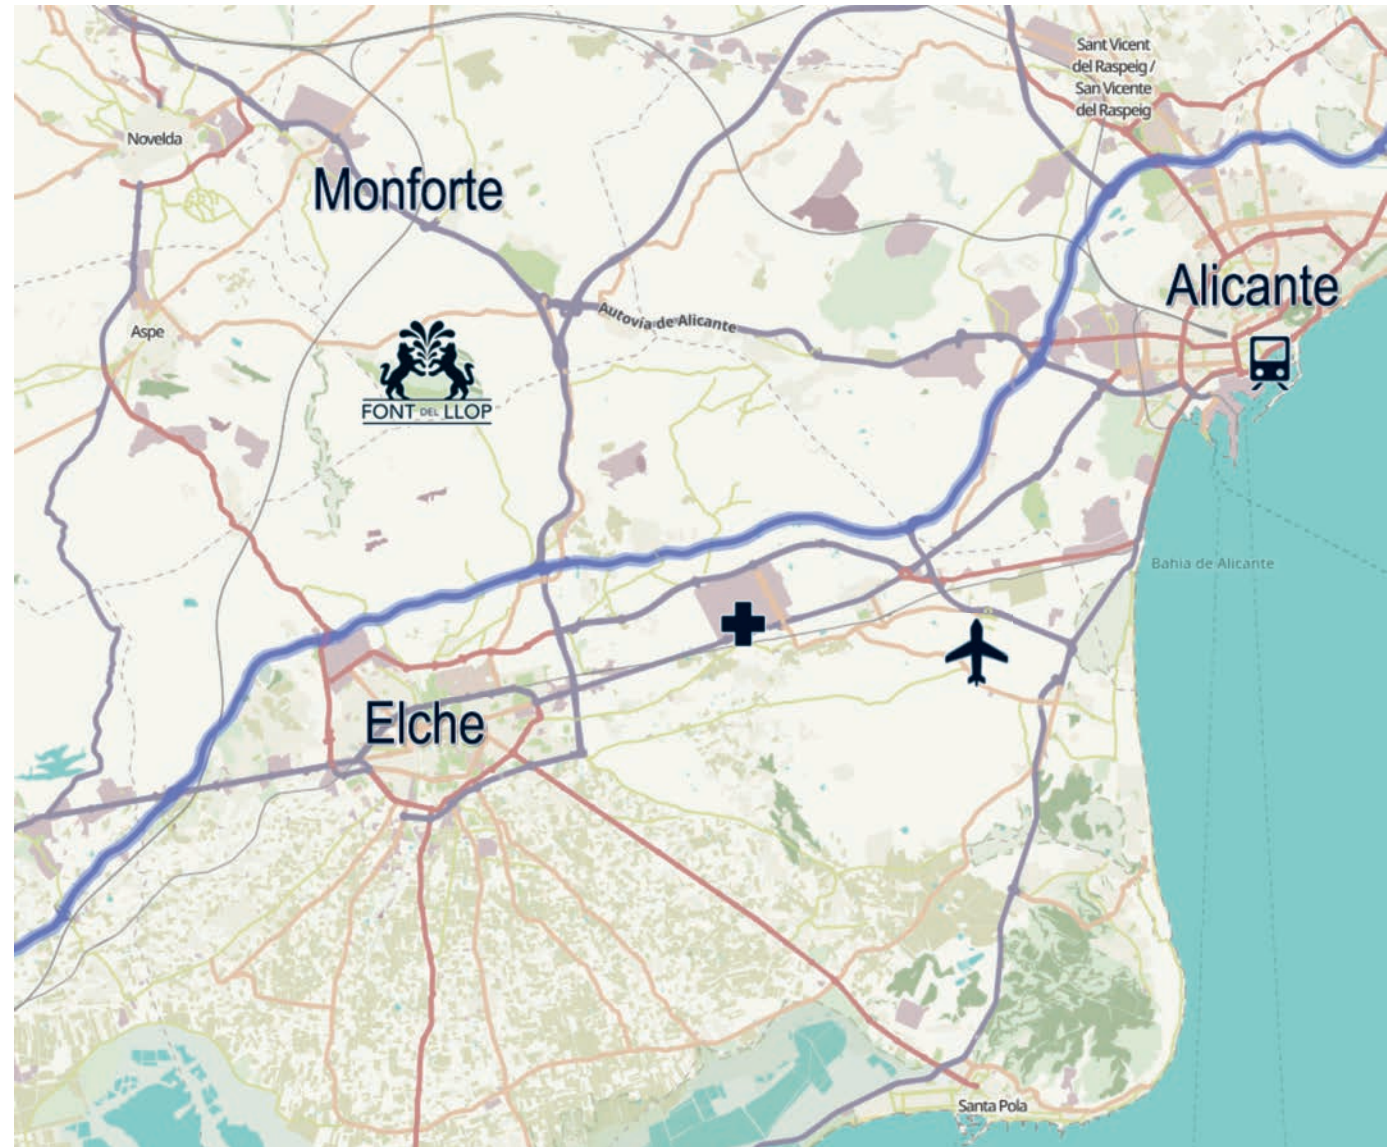 Sant Vicent
del Raspeig /
San Vicente
del Raspeig
Novelda
Monforte
Alicante
Autovía de Alicante
Aspe
FONT DEL LLOP
Bahia de Alicante
Elche
Santa Pola